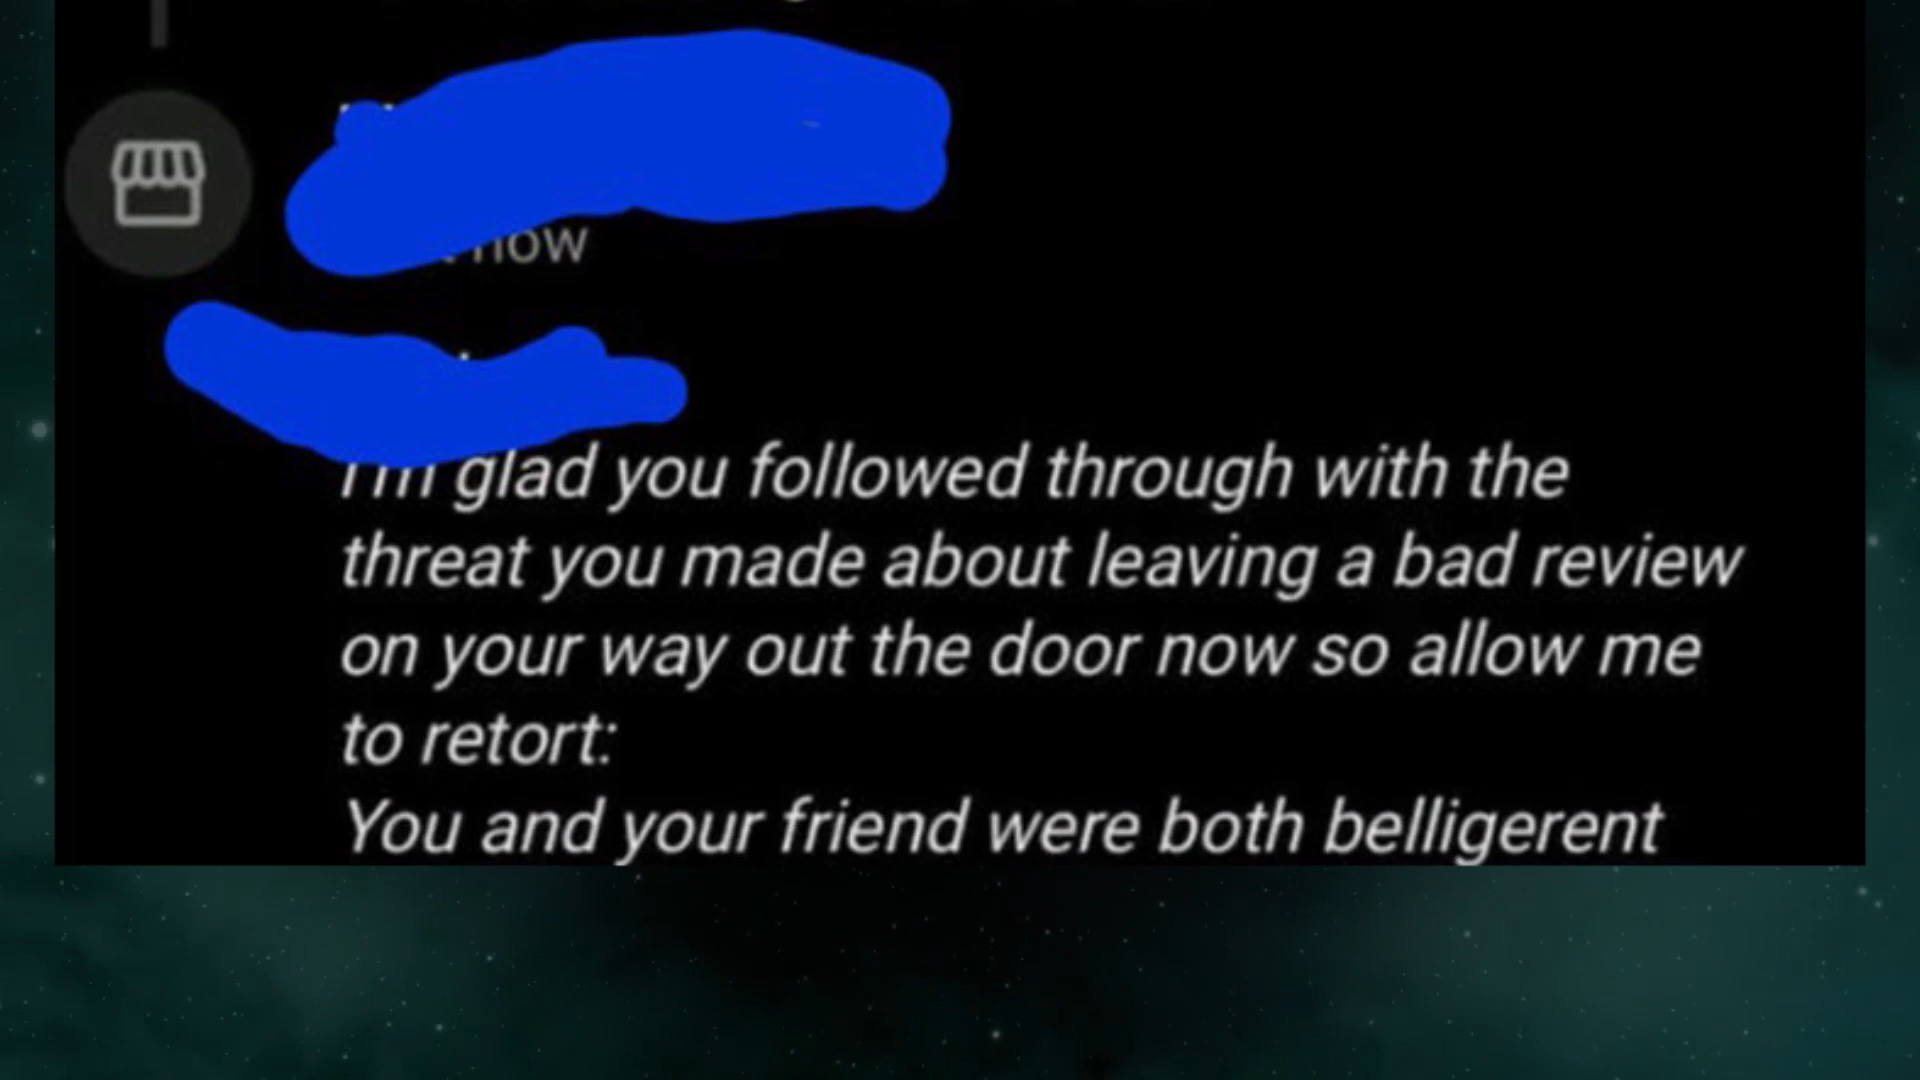 now
I'm glad you followed through with the
threat you made about leaving a bad review
on your way out the door now so allow me
to retort:
You and your friend were both belligerent